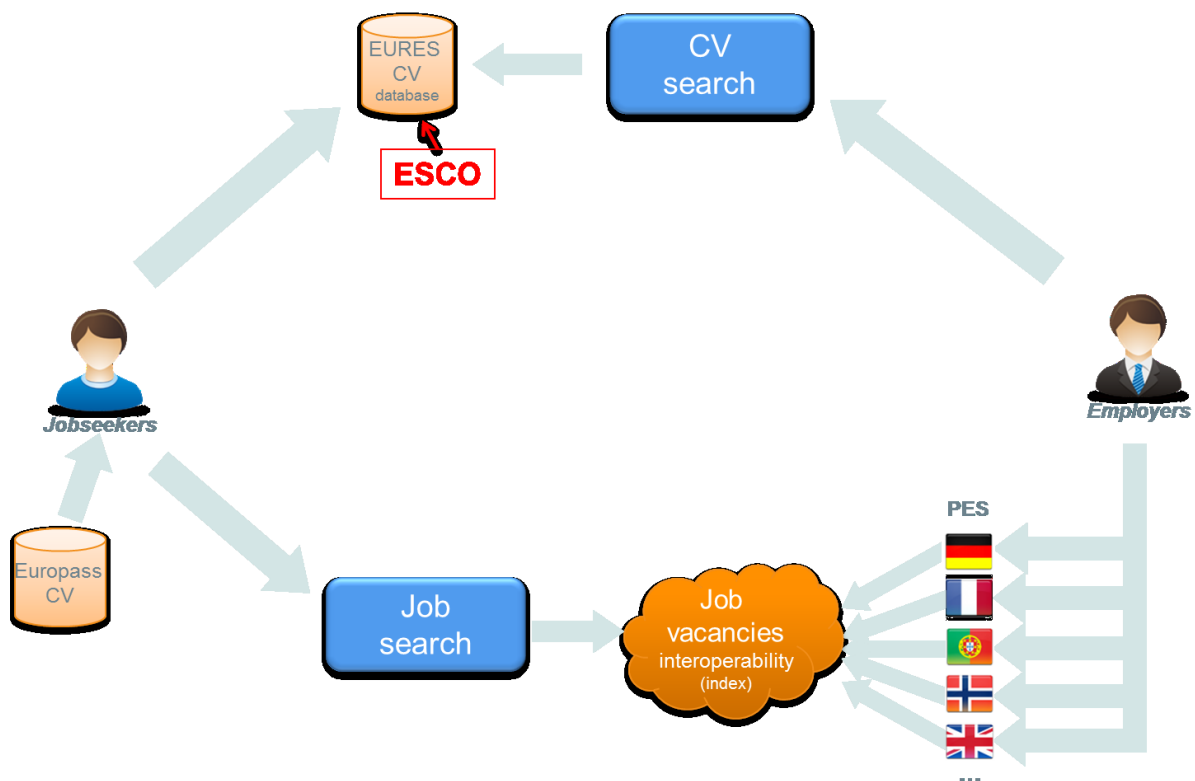 EURES
CV
database
CV
search
ESCO
Jobseekers
Employers
Europass
CV
Job
search
Job
vacancies
interoperability
(index)
PES
...